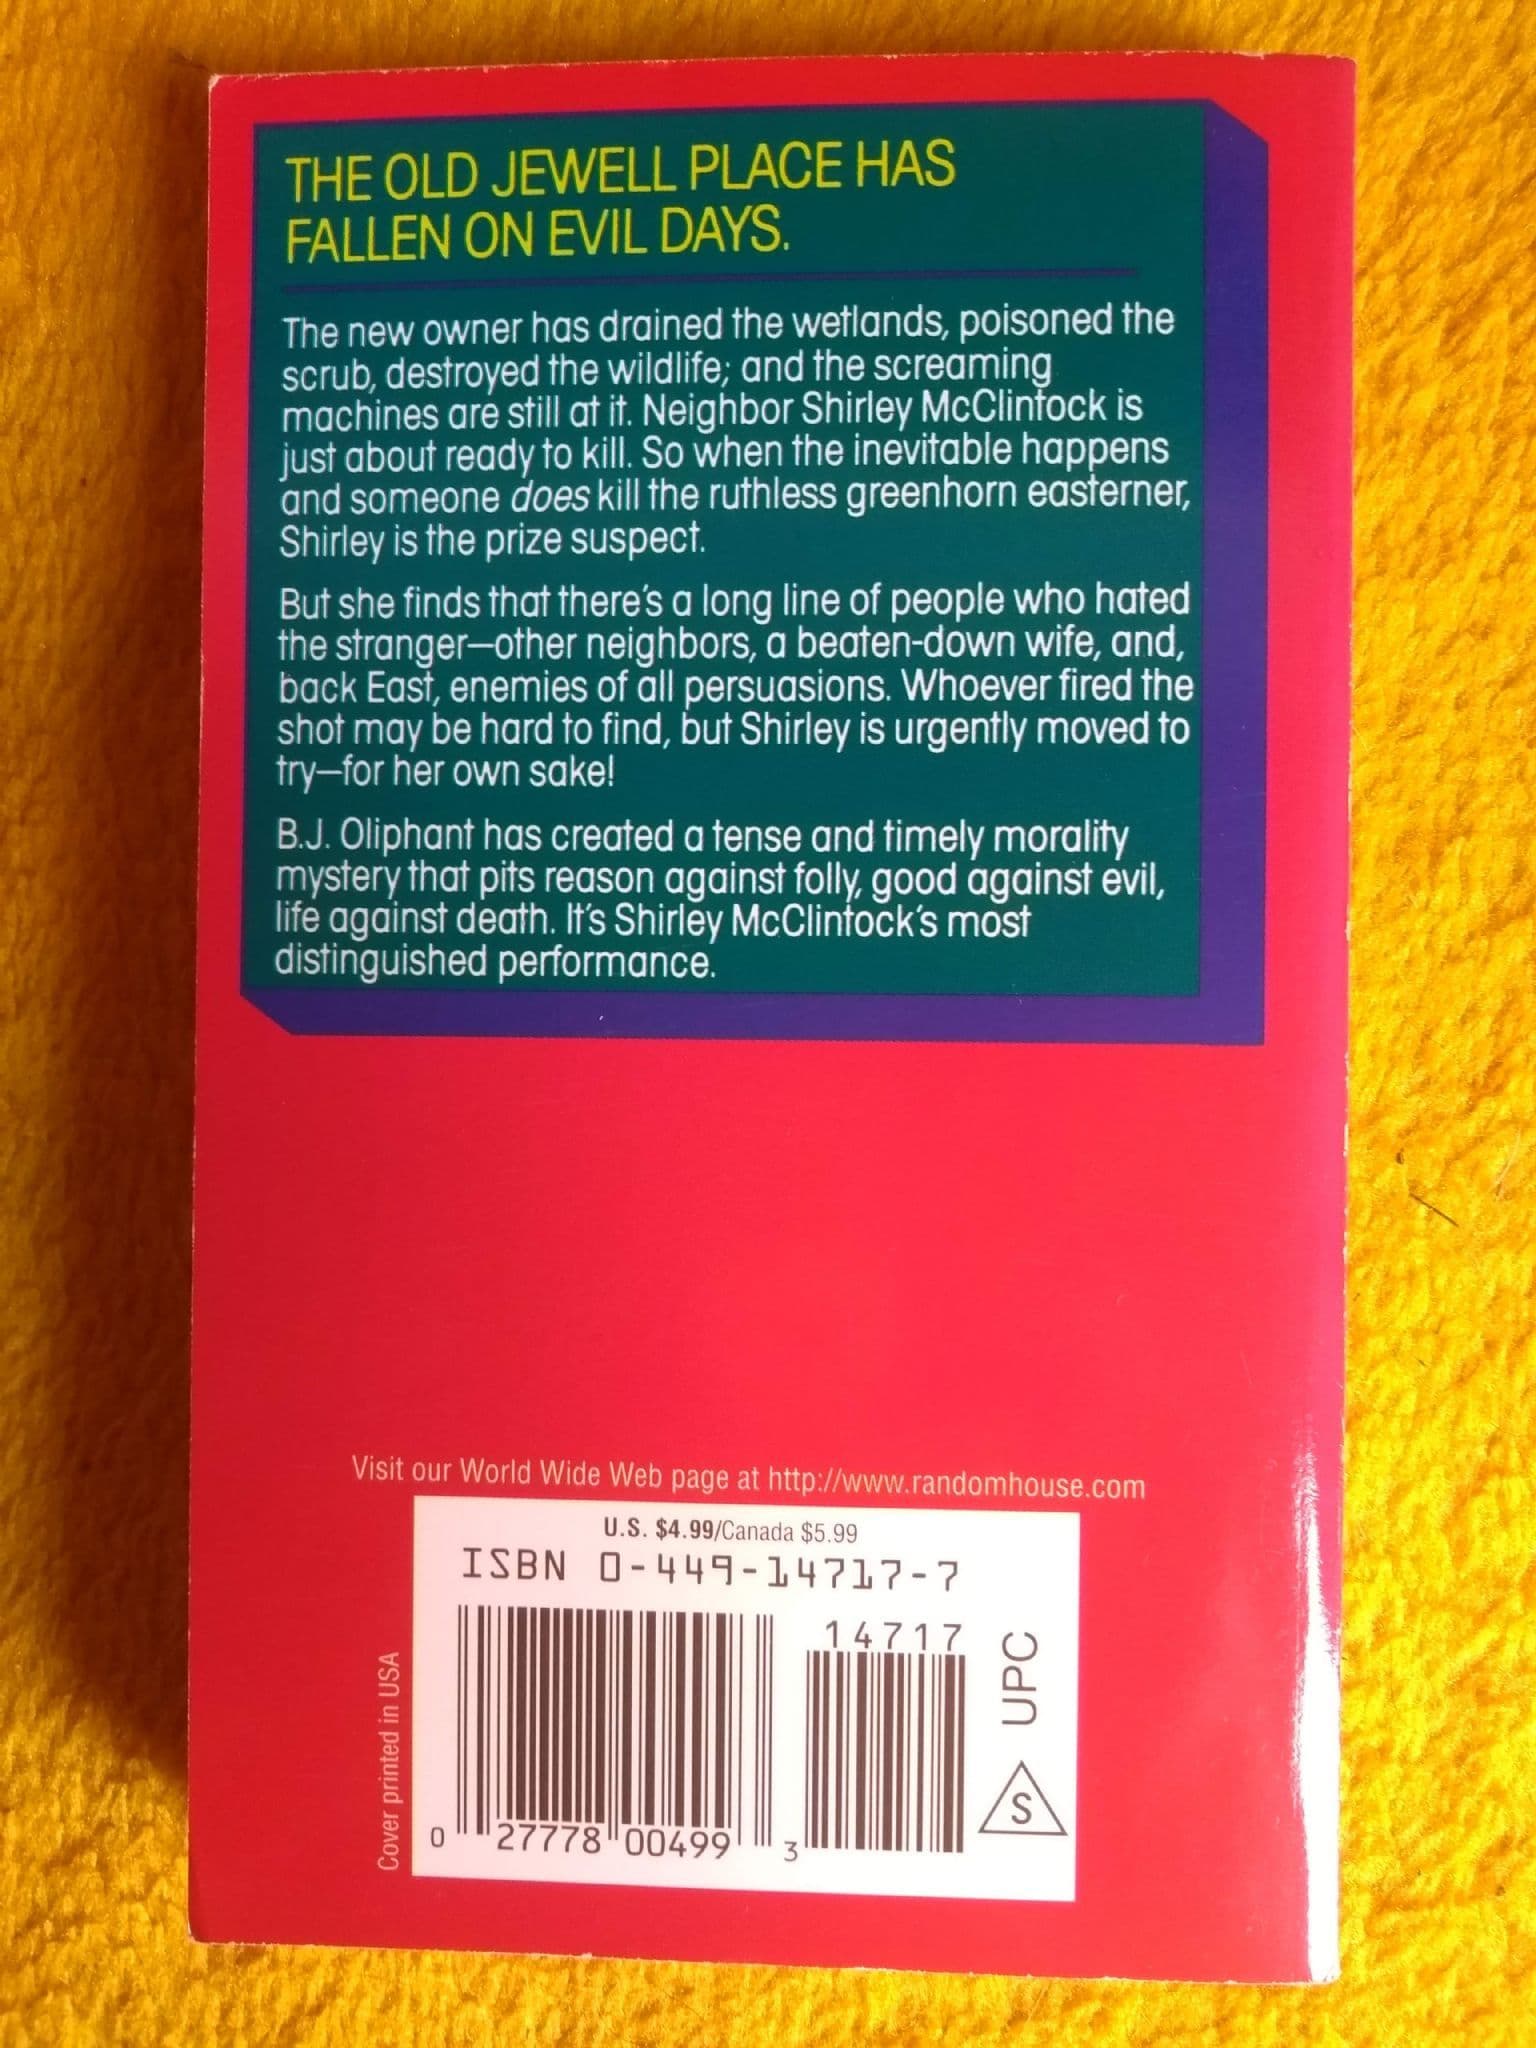 THE OLD JEWELL PLACE HAS
FALLEN ON EVIL DAYS.
The new owner has drained the wetlands, poisoned the
scrub, destroyed the wildlife; and the screaming
machines are still at it. Neighbor Shirley McClintock is
just about ready to kill. So when the inevitable happens
and someone does kill the ruthless greenhorn easterner,
Shirley is the prize suspect.
But she finds that there's a long line of people who hated
the stranger—other neighbors, a beaten-down wife, and,
back East, enemies of all persuasions. Whoever fired the
shot may be hard to find, but Shirley is urgently moved to
try—for her own sake!
B.J. Oliphant has created a tense and timely morality
mystery that pits reason against folly, good against evil,
life against death. It's Shirley McClintock's most
distinguished performance.
Visit our World Wide Web page at http://www.randomhouse.com
U.S. $4.99/Canada $5.99
ISBN 0-449-14717-7
14717
0 27778 00499 3
UPC
S
Cover printed in USA